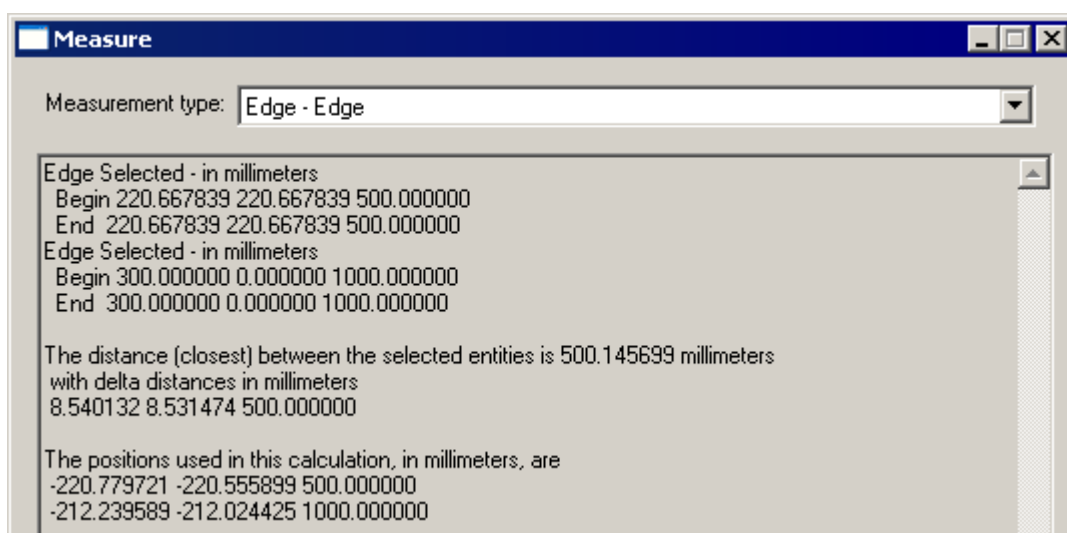 Measure
Measurement type: Edge - Edge
Edge Selected - in millimeters
Begin 220.667839 220.667839 500.000000
End 220.667839 220.667839 500.000000
Edge Selected - in millimeters
Begin 300.000000 0.000000 1000.000000
End 300.000000 0.000000 1000.000000
The distance (closest) between the selected entities is 500.145699 millimeters
with delta distances in millimeters
8.540132 8.531474 500.000000
The positions used in this calculation, in millimeters, are
-220.779721 -220.555899 500.000000
-212.239589 -212.024425 1000.000000